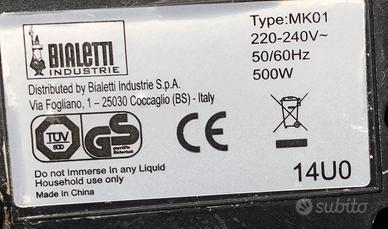 BIALETTI
INDUSTRIE
Type:MK01
220-240V~
50/60Hz
500W
Distributed by Bialetti Industrie S.p.A.
Via Fogliano, 1 – 25030 Coccaglio (BS) - Italy
TÜV
SÜD
GS
geprüfte
Sicherheit
CE
Do not Immerse in any Liquid
Household use only
Made in China
14U0
subito